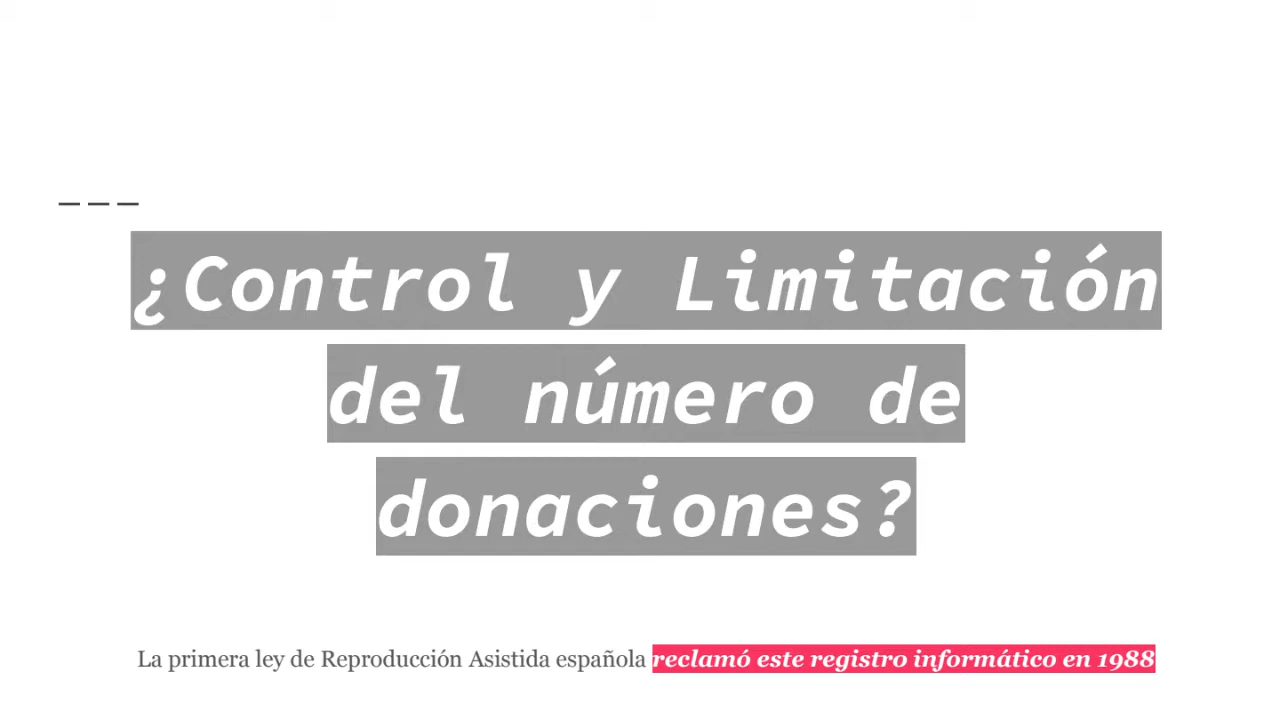 ¿Control y Limitación
del número de
donaciones?
La primera ley de Reproducción Asistida española reclamó este registro informático en 1988